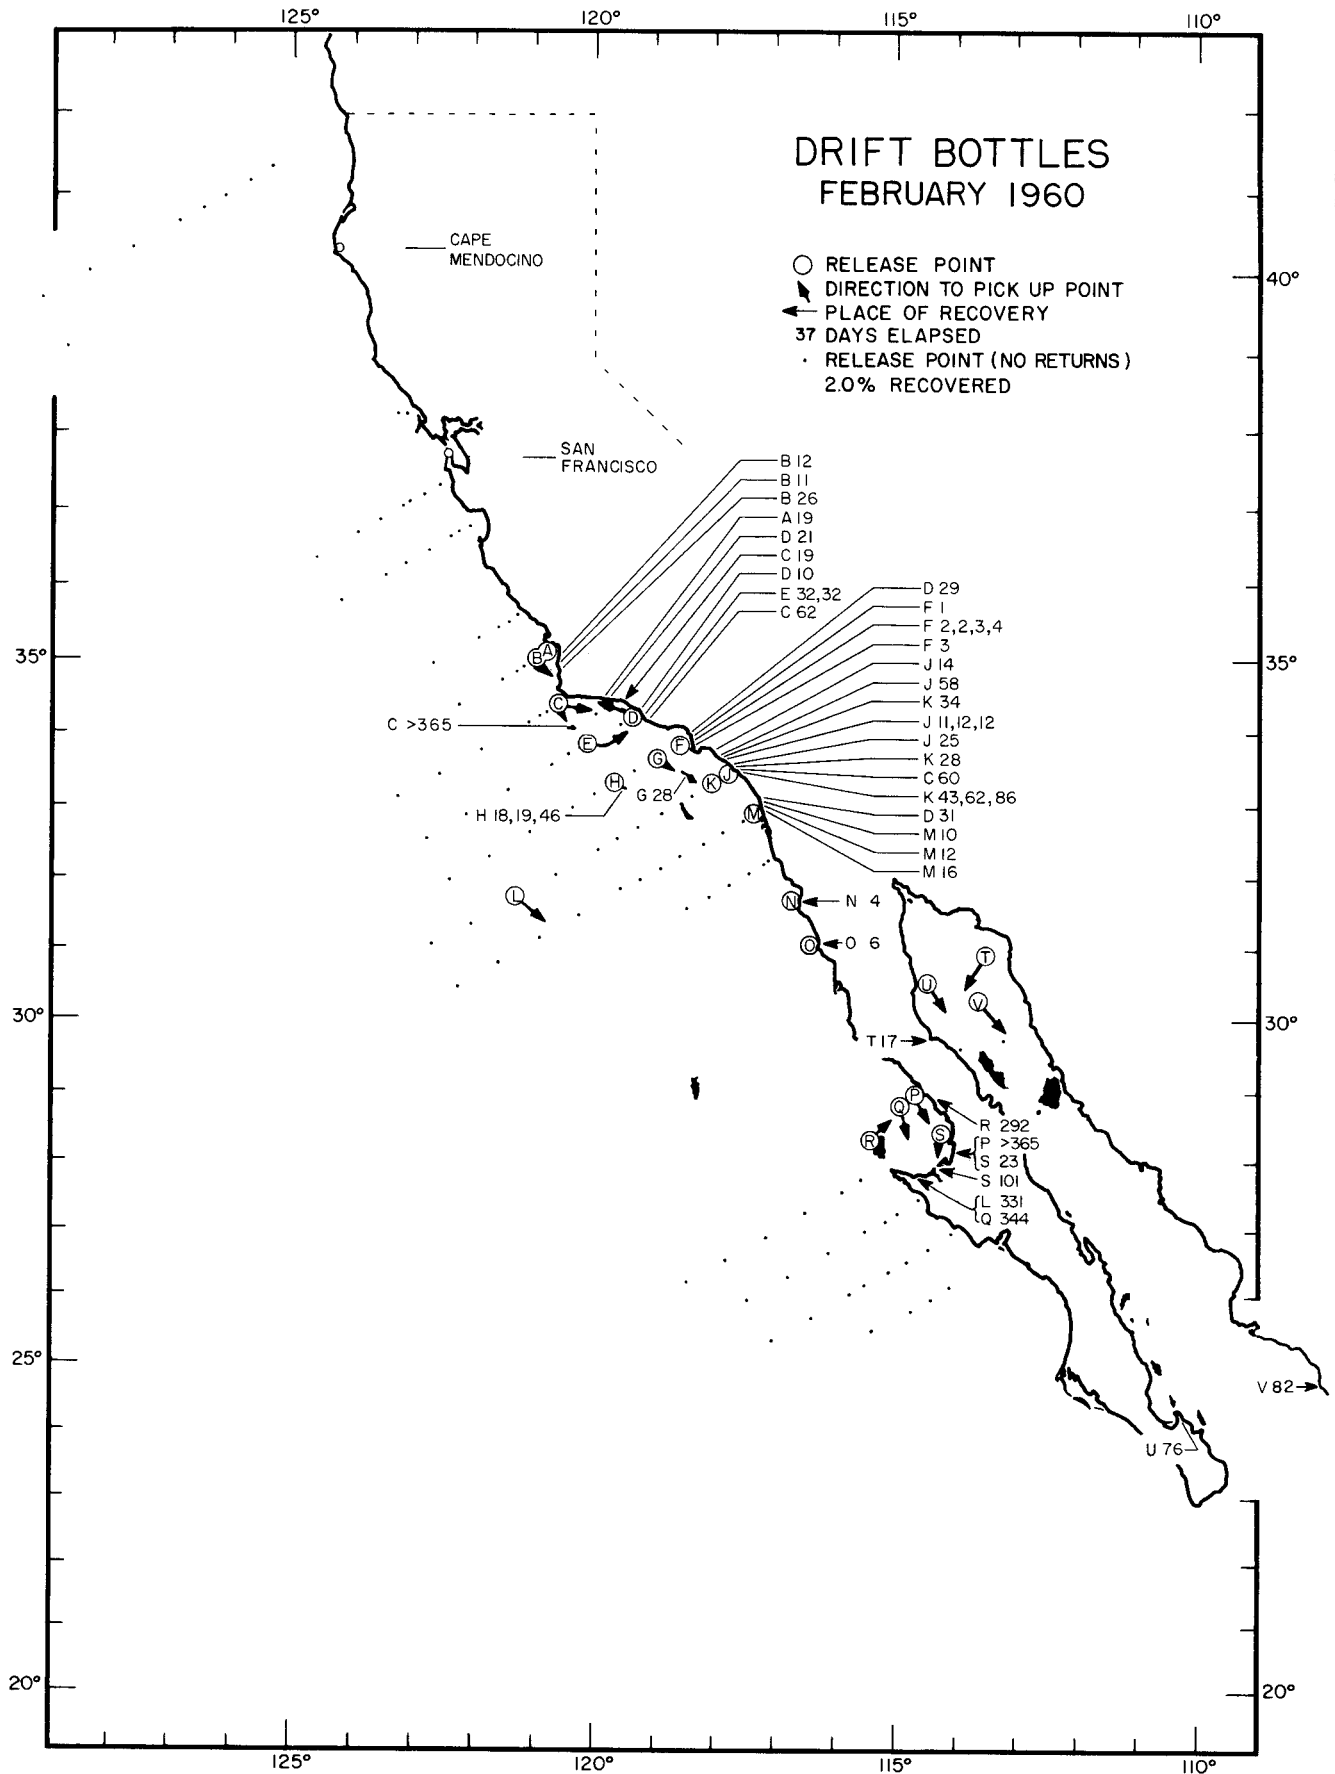 125° 120° 115° 110°
DRIFT BOTTLES
FEBRUARY 1960
RELEASE POINT
DIRECTION TO PICK UP POINT
PLACE OF RECOVERY
37 DAYS ELAPSED
RELEASE POINT (NO RETURNS)
2.0% RECOVERED
CAPE
MENDOCINO
40°
SAN
FRANCISCO
B 12
B 11
B 26
A 19
D 21
C 19
D 10
E 32,32
C 62
D 29
F 1
F 2,2,3,4
F 3
J 14
J 58
K 34
J 11,12,12
J 25
K 28
C 60
K 43,62,86
D 31
M 10
M 12
M 16
35°
35°
A
B
C
D
C >365
E
F
G
H
G 28
K
J
H 18,19,46
M
L
N
N 4
O
O 6
T
U
V
30°
30°
T 17
P
Q
R
S
R 292
P >365
S 23
S 101
L 331
Q 344
25°
25°
V 82
U 76
20°
20°
125° 120° 115° 110°